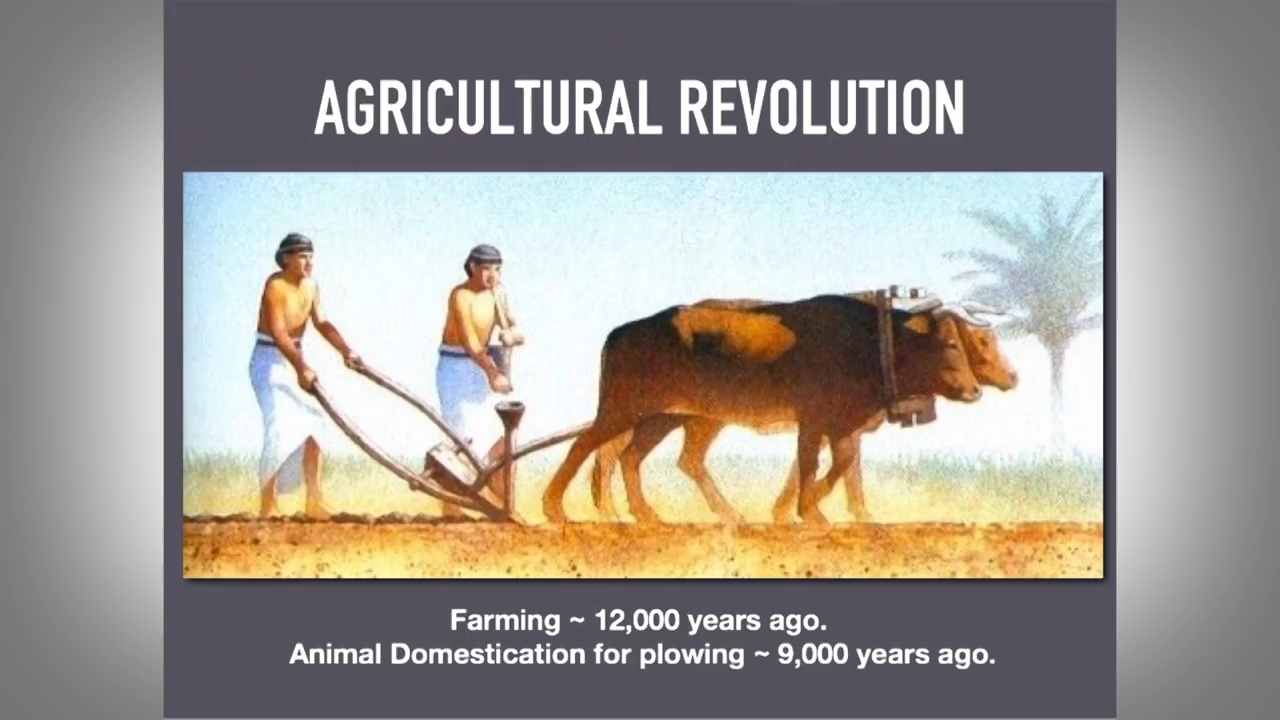 AGRICULTURAL REVOLUTION
Farming ~ 12,000 years ago.
Animal Domestication for plowing ~ 9,000 years ago.